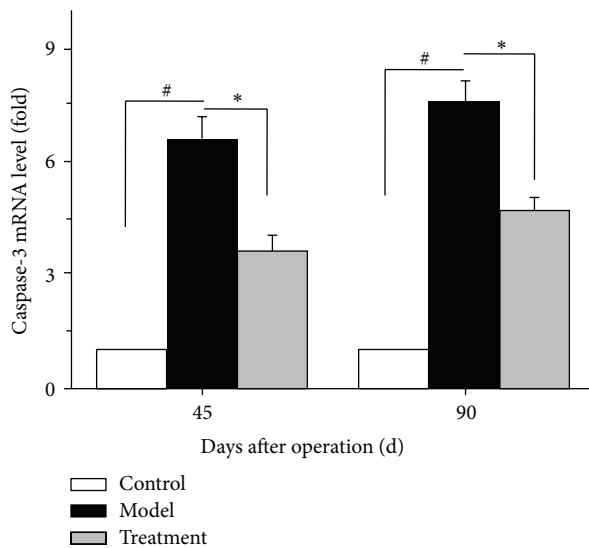 9
6
3
0
Caspase-3 mRNA level (fold)
# *
# *
45 90
Days after operation (d)
Control
Model
Treatment